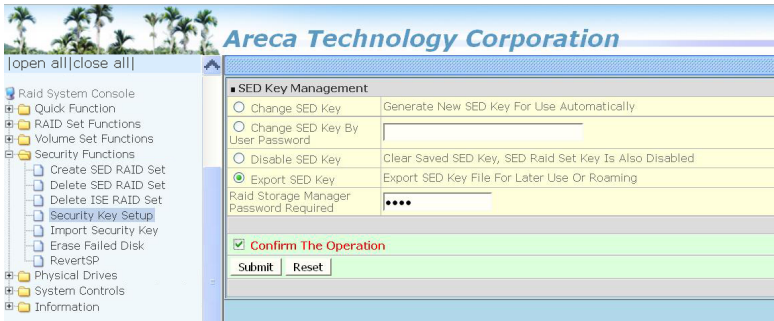 Areca Technology Corporation
|open all|close all|
Raid System Console
Quick Function
RAID Set Functions
Volume Set Functions
Security Functions
Create SED RAID Set
Delete SED RAID Set
Delete ISE RAID Set
Security Key Setup
Import Security Key
Erase Failed Disk
RevertSP
Physical Drives
System Controls
Information
SED Key Management
Change SED Key Generate New SED Key For Use Automatically
Change SED Key By
User Password
Disable SED Key Clear Saved SED Key, SED Raid Set Key Is Also Disabled
Export SED Key Export SED Key File For Later Use Or Roaming
Raid Storage Manager
Password Required
••••
Confirm The Operation
Submit Reset